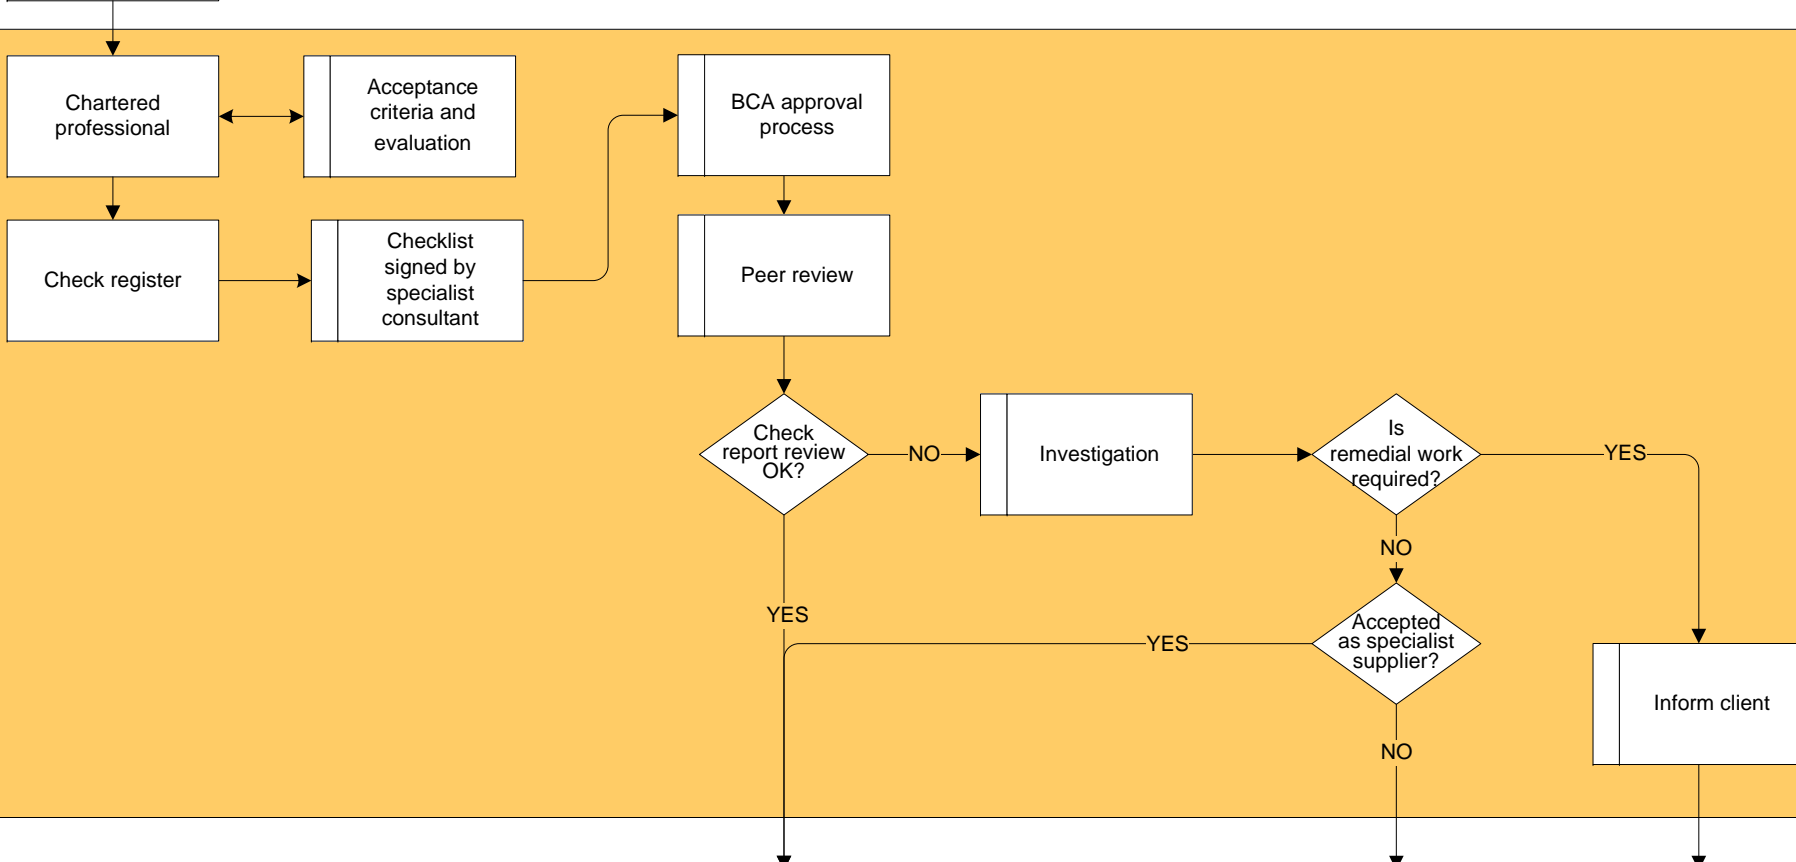 Chartered
professional
Acceptance
criteria and
evaluation
BCA approval
process
Check register
Checklist
signed by
specialist
consultant
Peer review
Check
report review
OK?
NO
Investigation
Is
remedial work
required?
YES
NO
YES
Accepted
as specialist
supplier?
YES
Inform client
NO